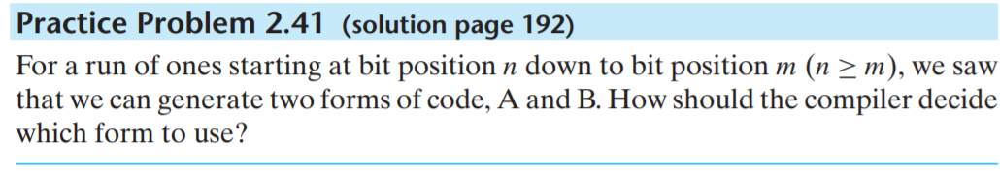 Practice Problem 2.41 (solution page 192)
For a run of ones starting at bit position n down to bit position m (n ≥ m), we saw
that we can generate two forms of code, A and B. How should the compiler decide
which form to use?